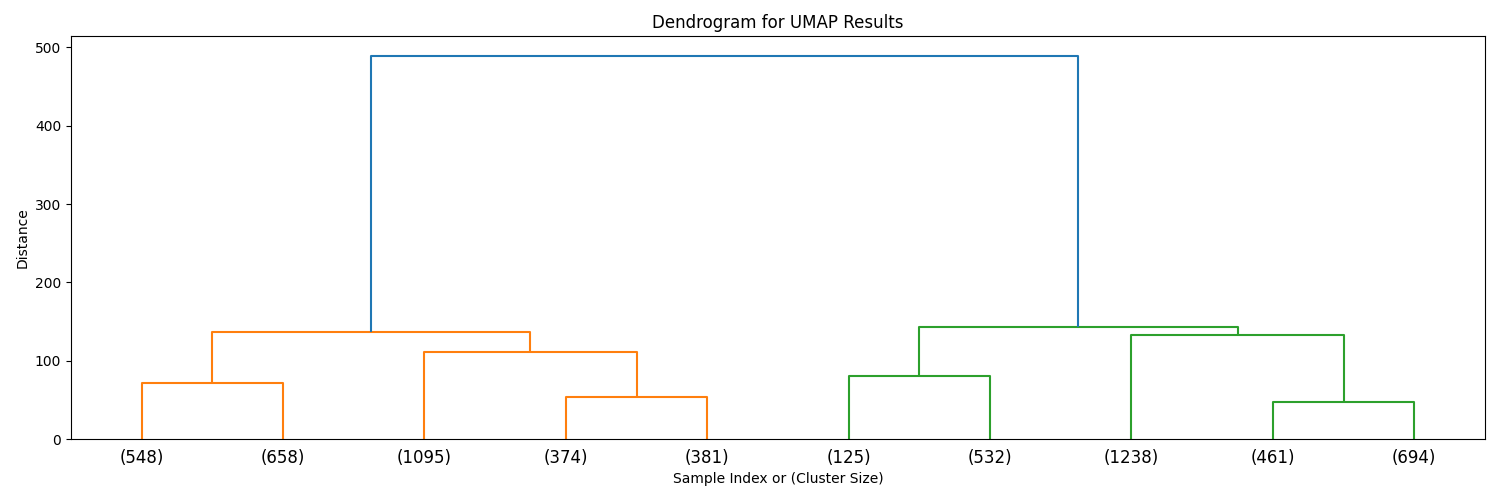 Dendrogram for UMAP Results
500
400
300
200
100
0
Distance
(548) (658) (1095) (374) (381) (125) (532) (1238) (461) (694)
Sample Index or (Cluster Size)